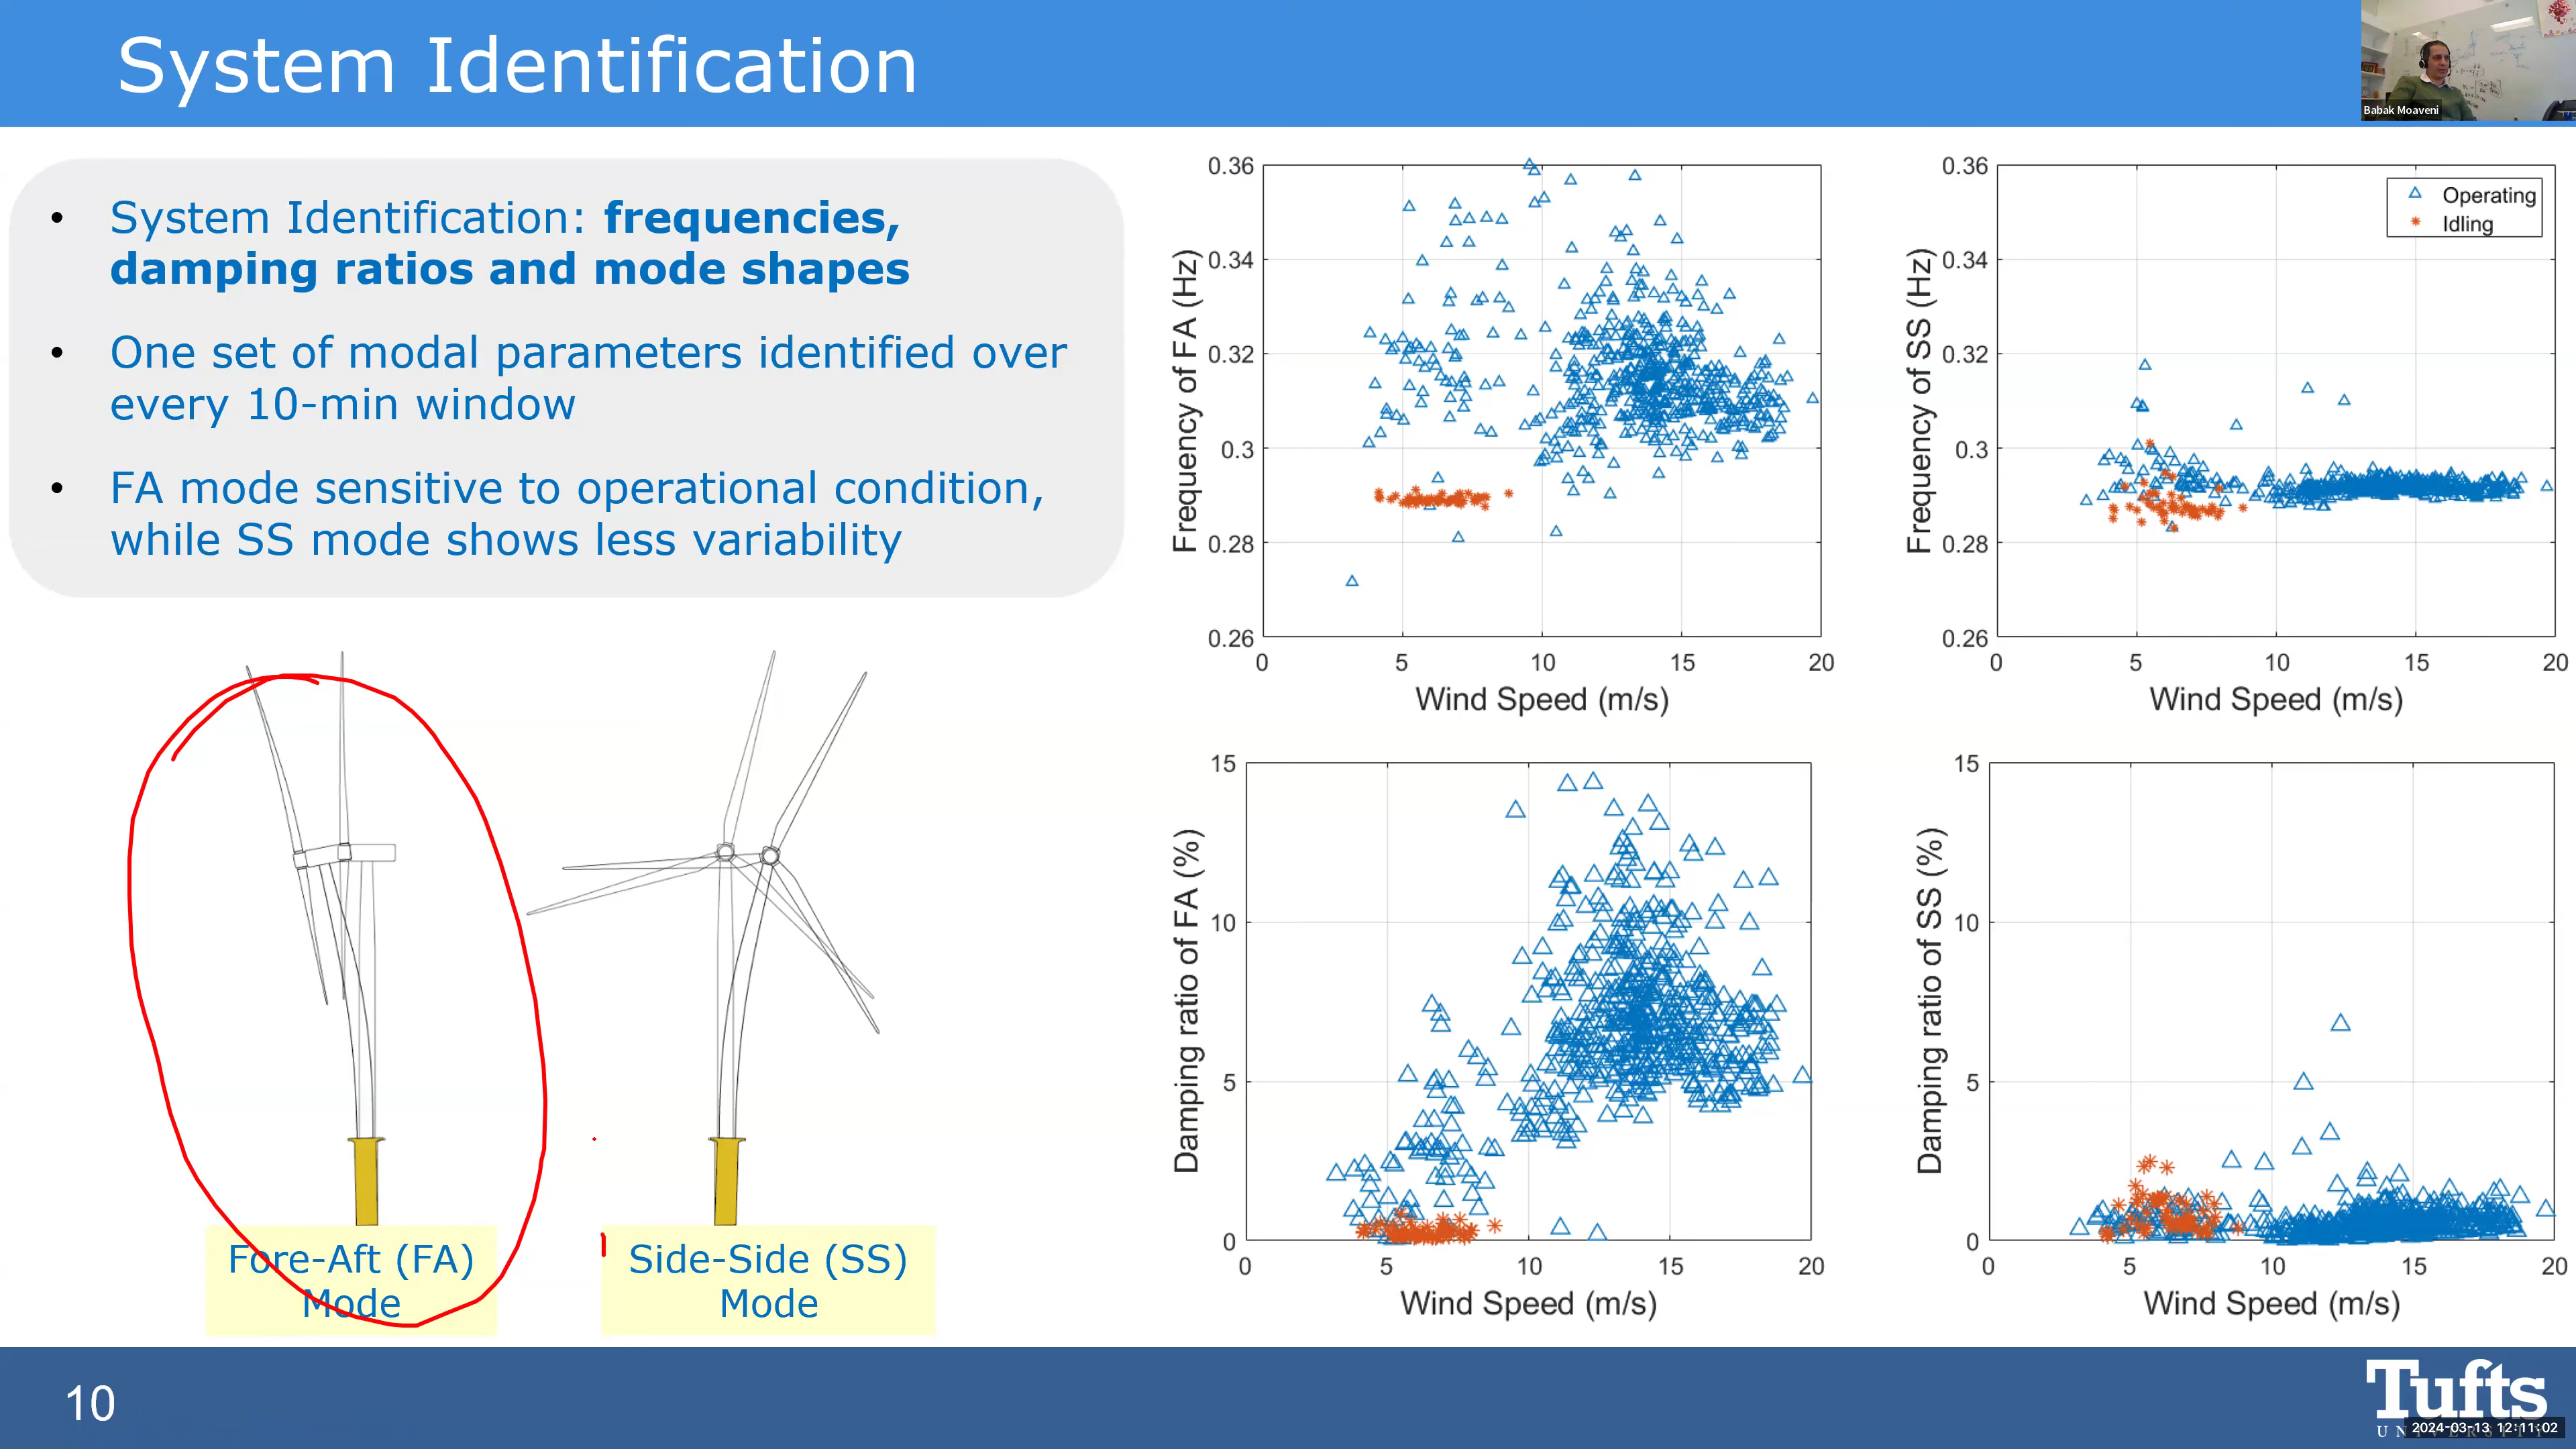 System Identification
Babak Moaveni
• System Identification: frequencies,
damping ratios and mode shapes
• One set of modal parameters identified over
every 10-min window
• FA mode sensitive to operational condition,
while SS mode shows less variability
Fore-Aft (FA)
Mode
Side-Side (SS)
Mode
Frequency of FA (Hz)
0.36
0.34
0.32
0.3
0.28
0.26
0 5 10 15 20
Wind Speed (m/s)
Frequency of SS (Hz)
0.36
0.34
0.32
0.3
0.28
0.26
0 5 10 15 20
Wind Speed (m/s)
Operating
Idling
Damping ratio of FA (%)
15
10
5
0
0 5 10 15 20
Wind Speed (m/s)
Damping ratio of SS (%)
15
10
5
0
0 5 10 15 20
Wind Speed (m/s)
10
Tufts
2024-03-13 12:11:02